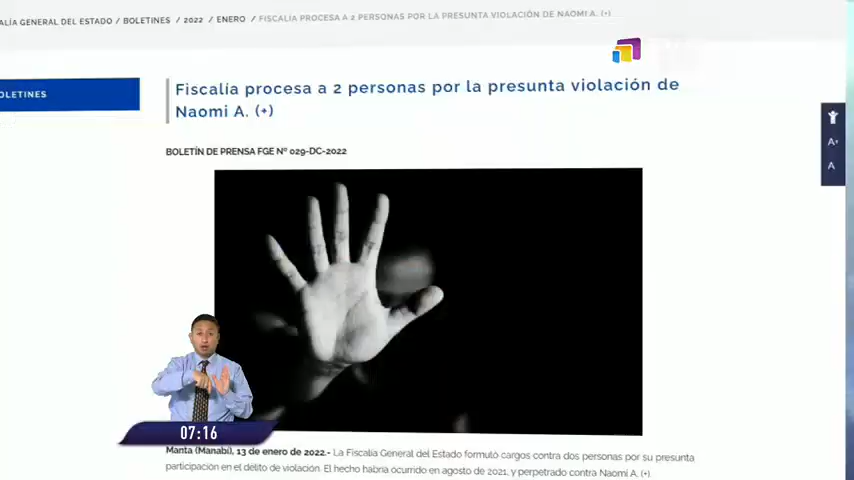 ALÍA GENERAL DEL ESTADO / BOLETINES / 2022 / ENERO / FISCALÍA PROCESA A 2 PERSONAS POR LA PRESUNTA VIOLACIÓN DE NAOMI A. (+)
OLETINES
Fiscalía procesa a 2 personas por la presunta violación de
Naomi A. (+)
A+
A
BOLETÍN DE PRENSA FGE Nº 029-DC-2022
07:16
Manta (Manabí), 13 de enero de 2022.- La Fiscalía General del Estado formuló cargos contra dos personas por su presunta
participación en el delito de violación. El hecho habría ocurrido en agosto de 2021, y perpetrado contra Naomi A. (+)